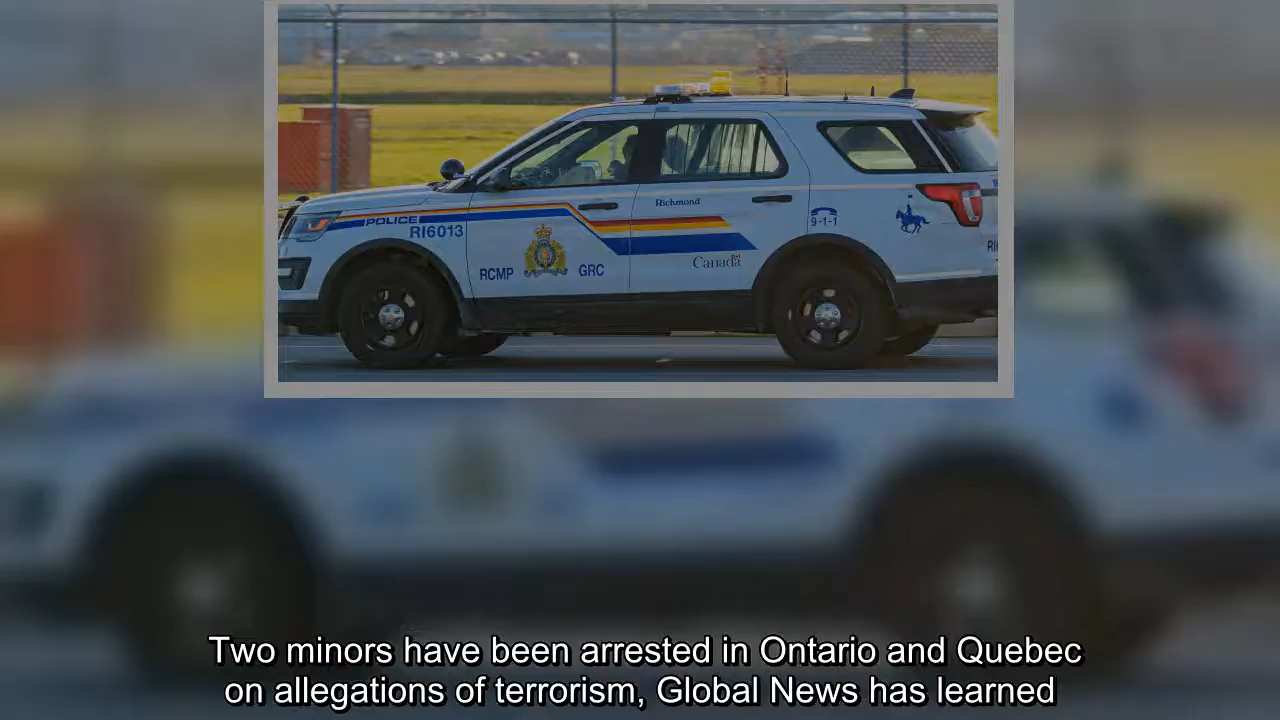 Richmond
POLICE
RI6013
9-1-1
RCMP GRC
Canada
RI
Two minors have been arrested in Ontario and Quebec
on allegations of terrorism, Global News has learned